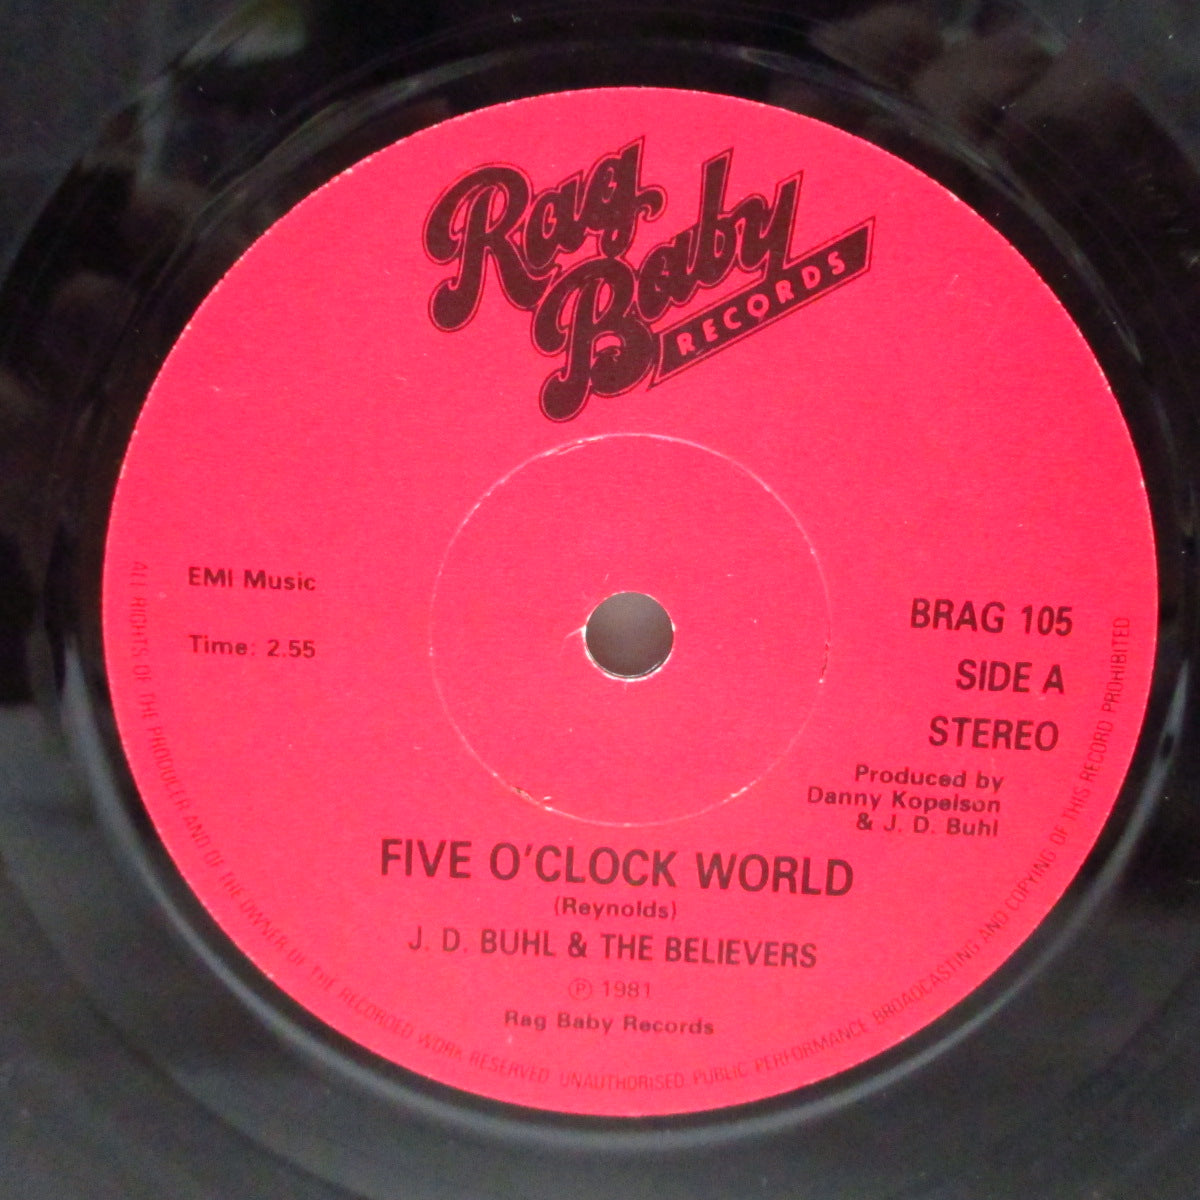 Rag
Baby
RECORDS
EMI Music
Time: 2.55
BRAG 105
SIDE A
STEREO
Produced by
Danny Kopelson
& J. D. Buhl
FIVE O'CLOCK WORLD
(Reynolds)
J. D. BUHL & THE BELIEVERS
℗ 1981
Rag Baby Records
ALL RIGHTS OF THE PRODUCER AND OF THE OWNER OF THE RECORDED WORK RESERVED UNAUTHORISED PUBLIC PERFORMANCE BROADCASTING AND COPYING OF THIS RECORD PROHIBITED